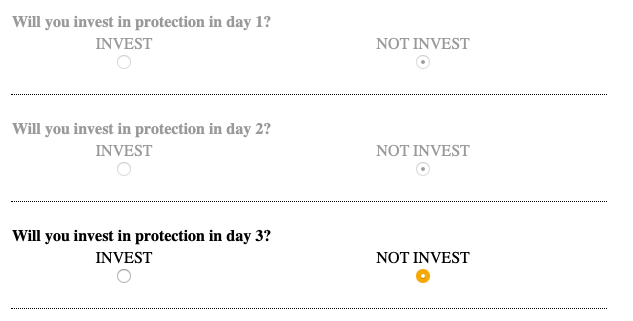 Will you invest in protection in day 1?
INVEST NOT INVEST
Will you invest in protection in day 2?
INVEST NOT INVEST
Will you invest in protection in day 3?
INVEST NOT INVEST